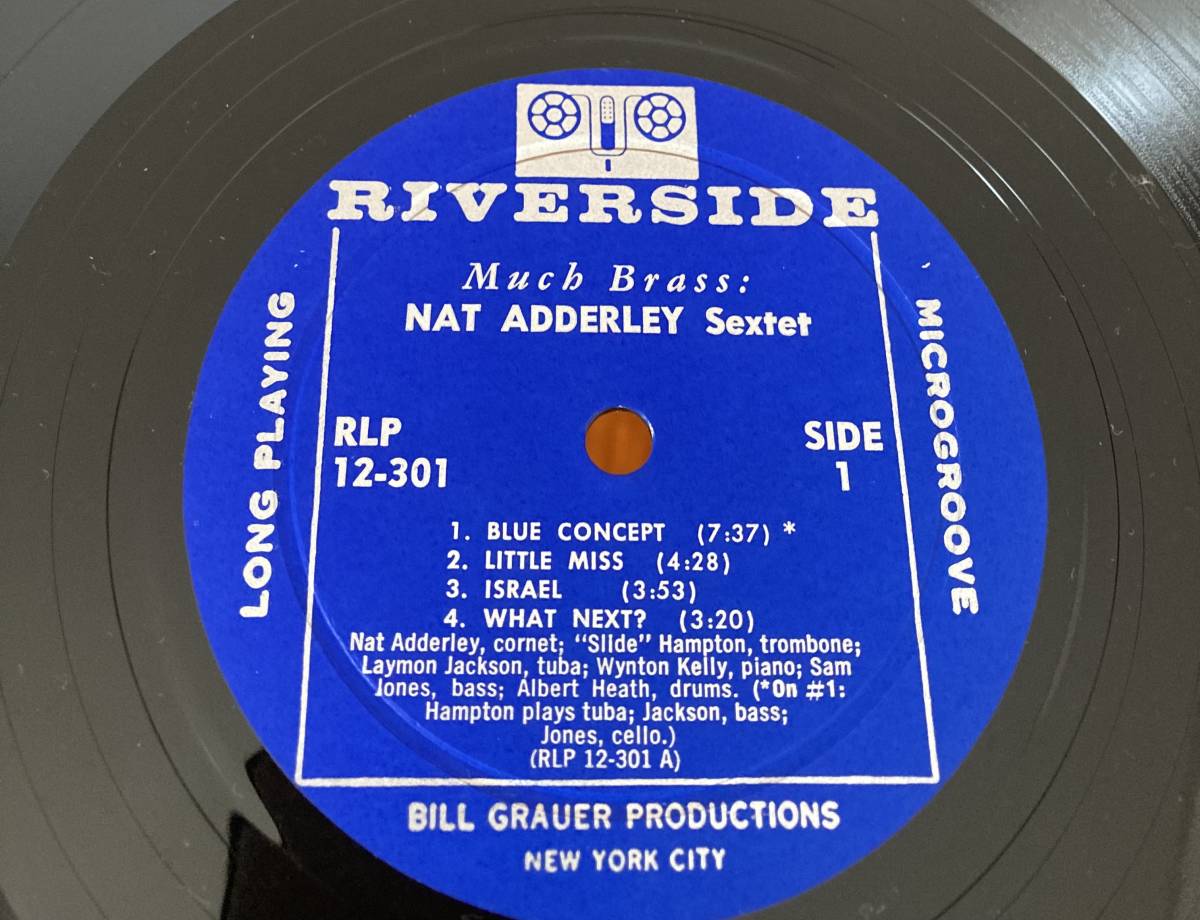 RIVERSIDE
Much Brass:
NAT ADDERLEY Sextet
LONG PLAYING
MICROGROOVE
RLP
12-301
SIDE
1
1. BLUE CONCEPT (7:37) *
2. LITTLE MISS (4:28)
3. ISRAEL (3:53)
4. WHAT NEXT? (3:20)
Nat Adderley, cornet; "Slide" Hampton, trombone;
Laymon Jackson, tuba; Wynton Kelly, piano; Sam
Jones, bass; Albert Heath, drums. (*On #1:
Hampton plays tuba; Jackson, bass;
Jones, cello.)
(RLP 12-301 A)
BILL GRAUER PRODUCTIONS
NEW YORK CITY